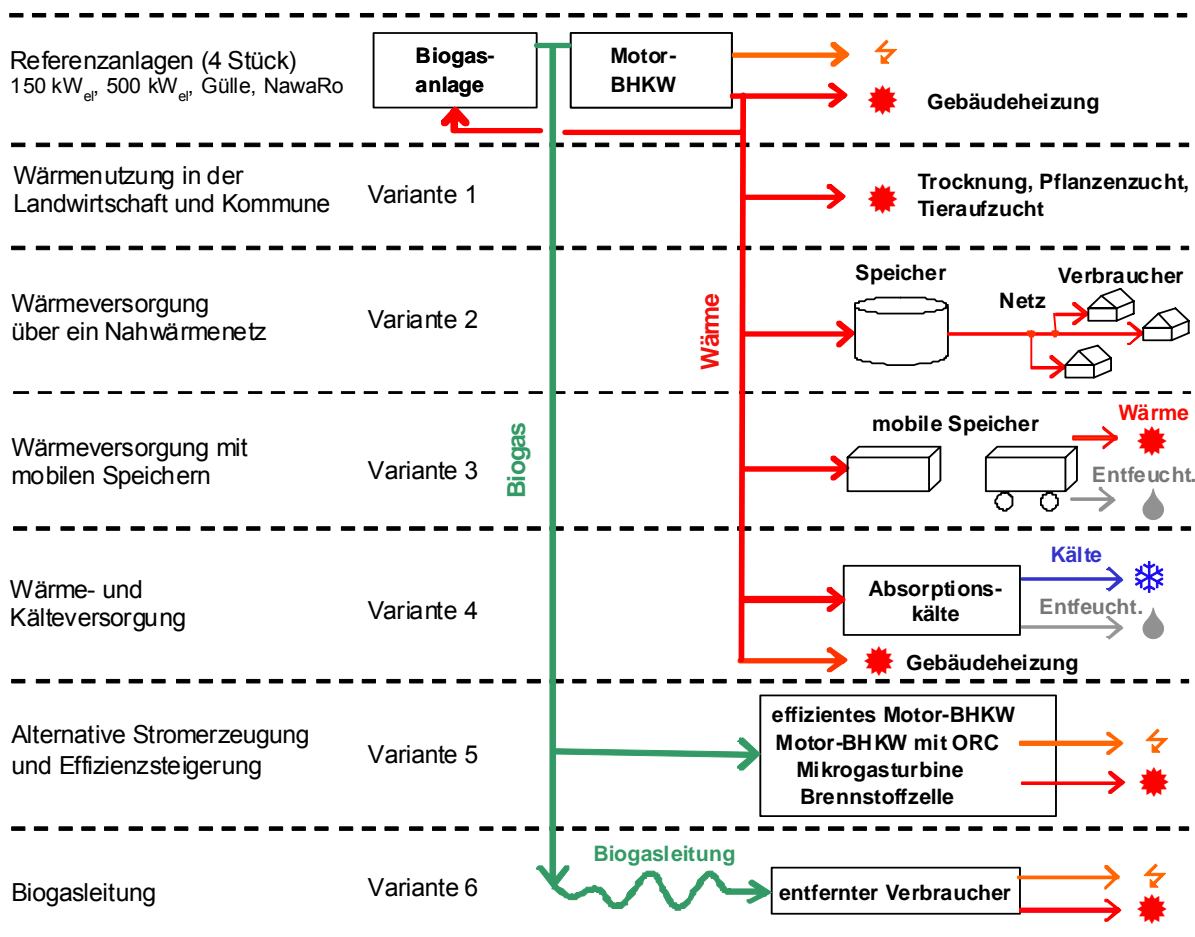 Referenzanlagen (4 Stück)
150 kWel, 500 kWel, Gülle, NawaRo
Biogas-
anlage
Motor-
BHKW
Gebäudeheizung
Wärmenutzung in der
Landwirtschaft und Kommune
Variante 1
Trocknung, Pflanzenzucht,
Tieraufzucht
Wärmeversorgung
über ein Nahwärmenetz
Variante 2
Wärme
Speicher
Netz
Verbraucher
Wärmeversorgung mit
mobilen Speichern
Variante 3
Biogas
mobile Speicher
Wärme
Entfeucht.
Wärme- und
Kälteversorgung
Variante 4
Absorptions-
kälte
Kälte
Entfeucht.
Gebäudeheizung
Alternative Stromerzeugung
und Effizienzsteigerung
Variante 5
effizientes Motor-BHKW
Motor-BHKW mit ORC
Mikrogasturbine
Brennstoffzelle
Biogasleitung
Variante 6
Biogasleitung
entfernter Verbraucher